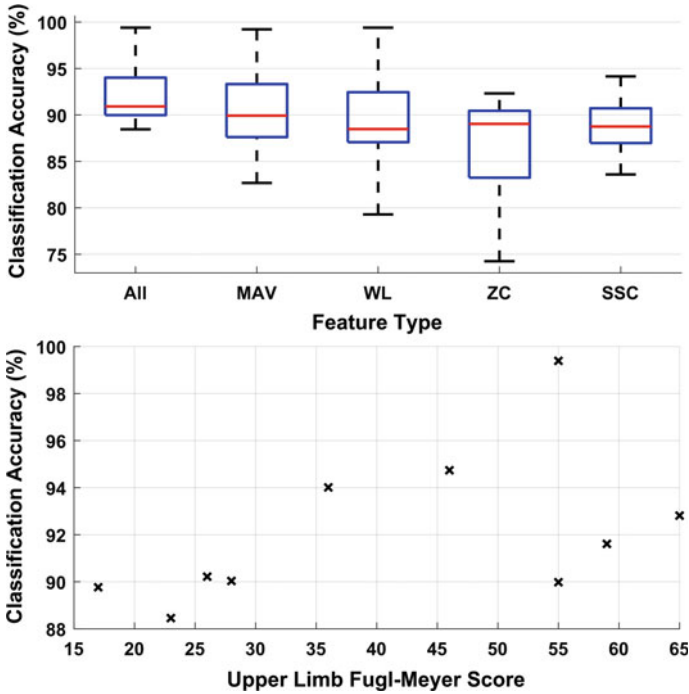 Classification Accuracy (%)
100
95
90
85
80
75
All MAV WL ZC SSC
Feature Type
Classification Accuracy (%)
100
98
96
94
92
90
88
15 20 25 30 35 40 45 50 55 60 65
Upper Limb Fugl-Meyer Score